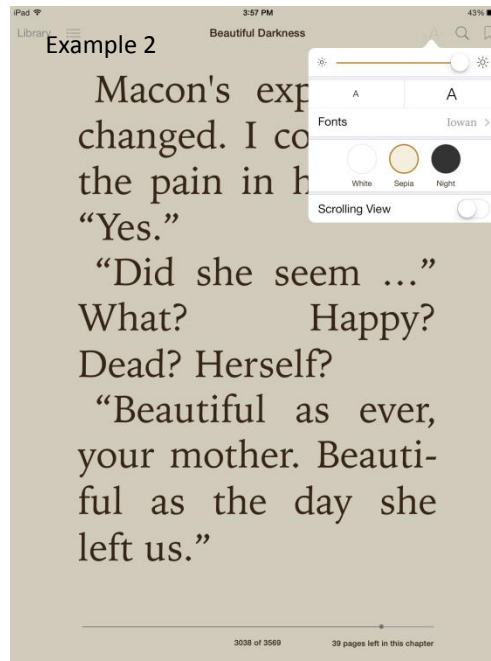 iPad 3:57 PM 43%
Library Beautiful Darkness A
Example 2
A A
Fonts Iowan >
White Sepia Night
Scrolling View
Macon's exp
changed. I co
the pain in h
“Yes.”
“Did she seem …”
What? Happy?
Dead? Herself?
“Beautiful as ever,
your mother. Beauti-
ful as the day she
left us.”
3038 of 3569 39 pages left in this chapter